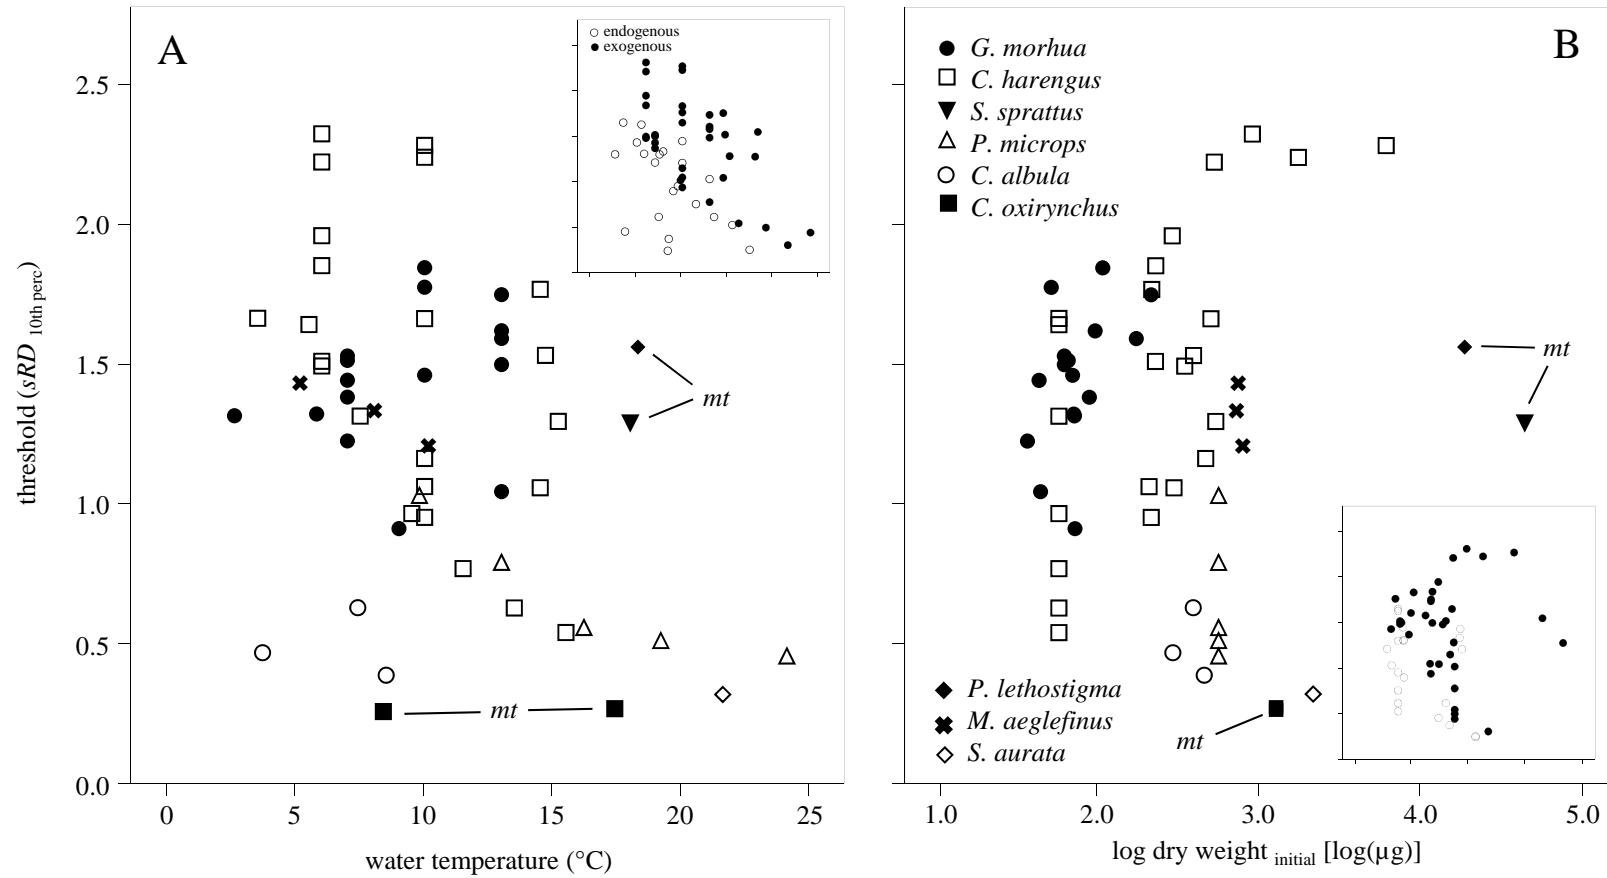 A
endogenous
exogenous
2.5
2.0
1.5
1.0
0.5
0.0
threshold (sRD 10th perc)
mt
mt
0 5 10 15 20 25
water temperature (°C)
B
G. morhua
C. harengus
S. sprattus
P. microps
C. albula
C. oxirynchus
mt
P. lethostigma
M. aeglefinus
S. aurata
mt
1.0 2.0 3.0 4.0 5.0
log dry weight initial [log(µg)]